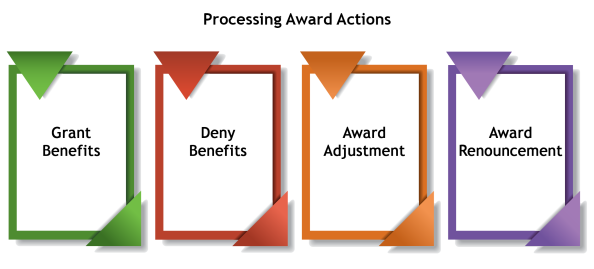 Processing Award Actions
Grant
Benefits
Deny
Benefits
Award
Adjustment
Award
Renouncement